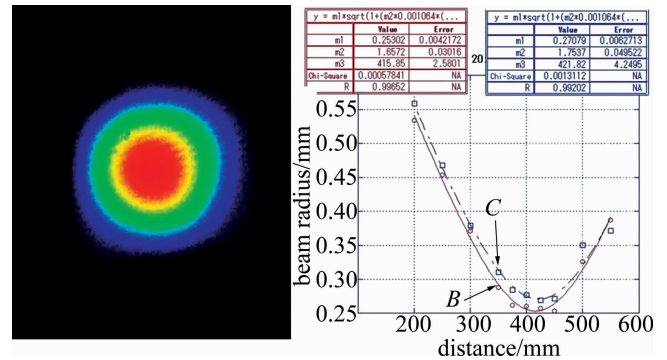 y = m1*sqrt(1+(m2*0.001064*(...
Value Error
m1 0.25302 0.0042172
m2 1.6572 0.03016
m3 415.85 2.5801
Chi-Square 0.00057841 NA
R 0.99652 NA
y = m1*sqrt(1+(m2*0.001064*(...
Value Error
m1 0.27079 0.0062713
m2 1.7537 0.049522
m3 421.82 4.2495
Chi-Square 0.0013112 NA
R 0.99202 NA
20
beam radius/mm
0.55
0.50
0.45
0.40
0.35
0.30
0.25
C
B
200 300 400 500 600
distance/mm